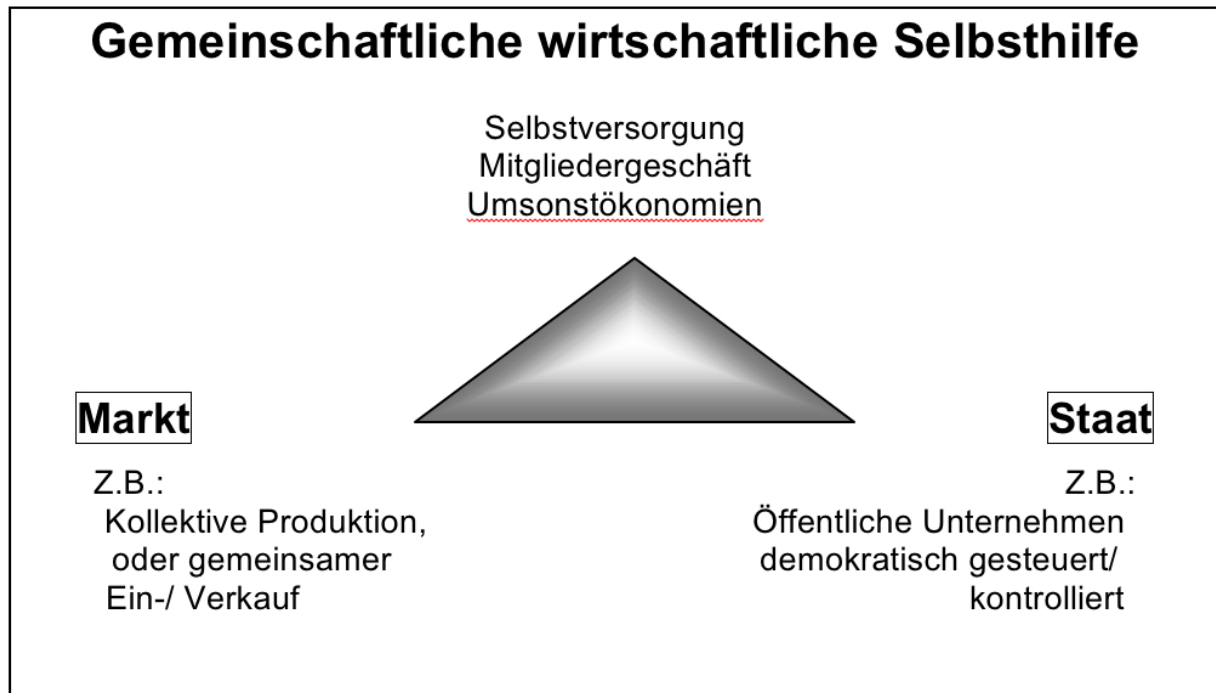 Gemeinschaftliche wirtschaftliche Selbsthilfe
Selbstversorgung
Mitgliedergeschäft
Umsonstökonomien
Markt
Z.B.:
Kollektive Produktion,
oder gemeinsamer
Ein-/ Verkauf
Staat
Z.B.:
Öffentliche Unternehmen
demokratisch gesteuert/
kontrolliert